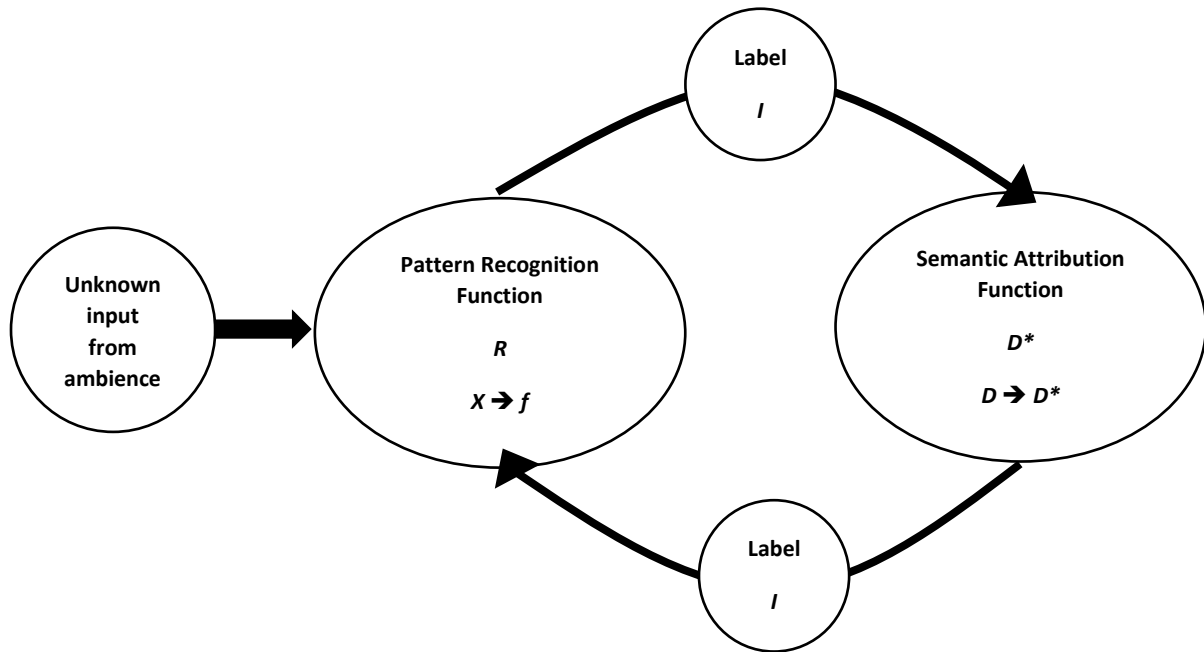 Label
I
Unknown
input
from
ambience
Pattern Recognition
Function
R
X ➔ f
Semantic Attribution
Function
D*
D ➔ D*
Label
I